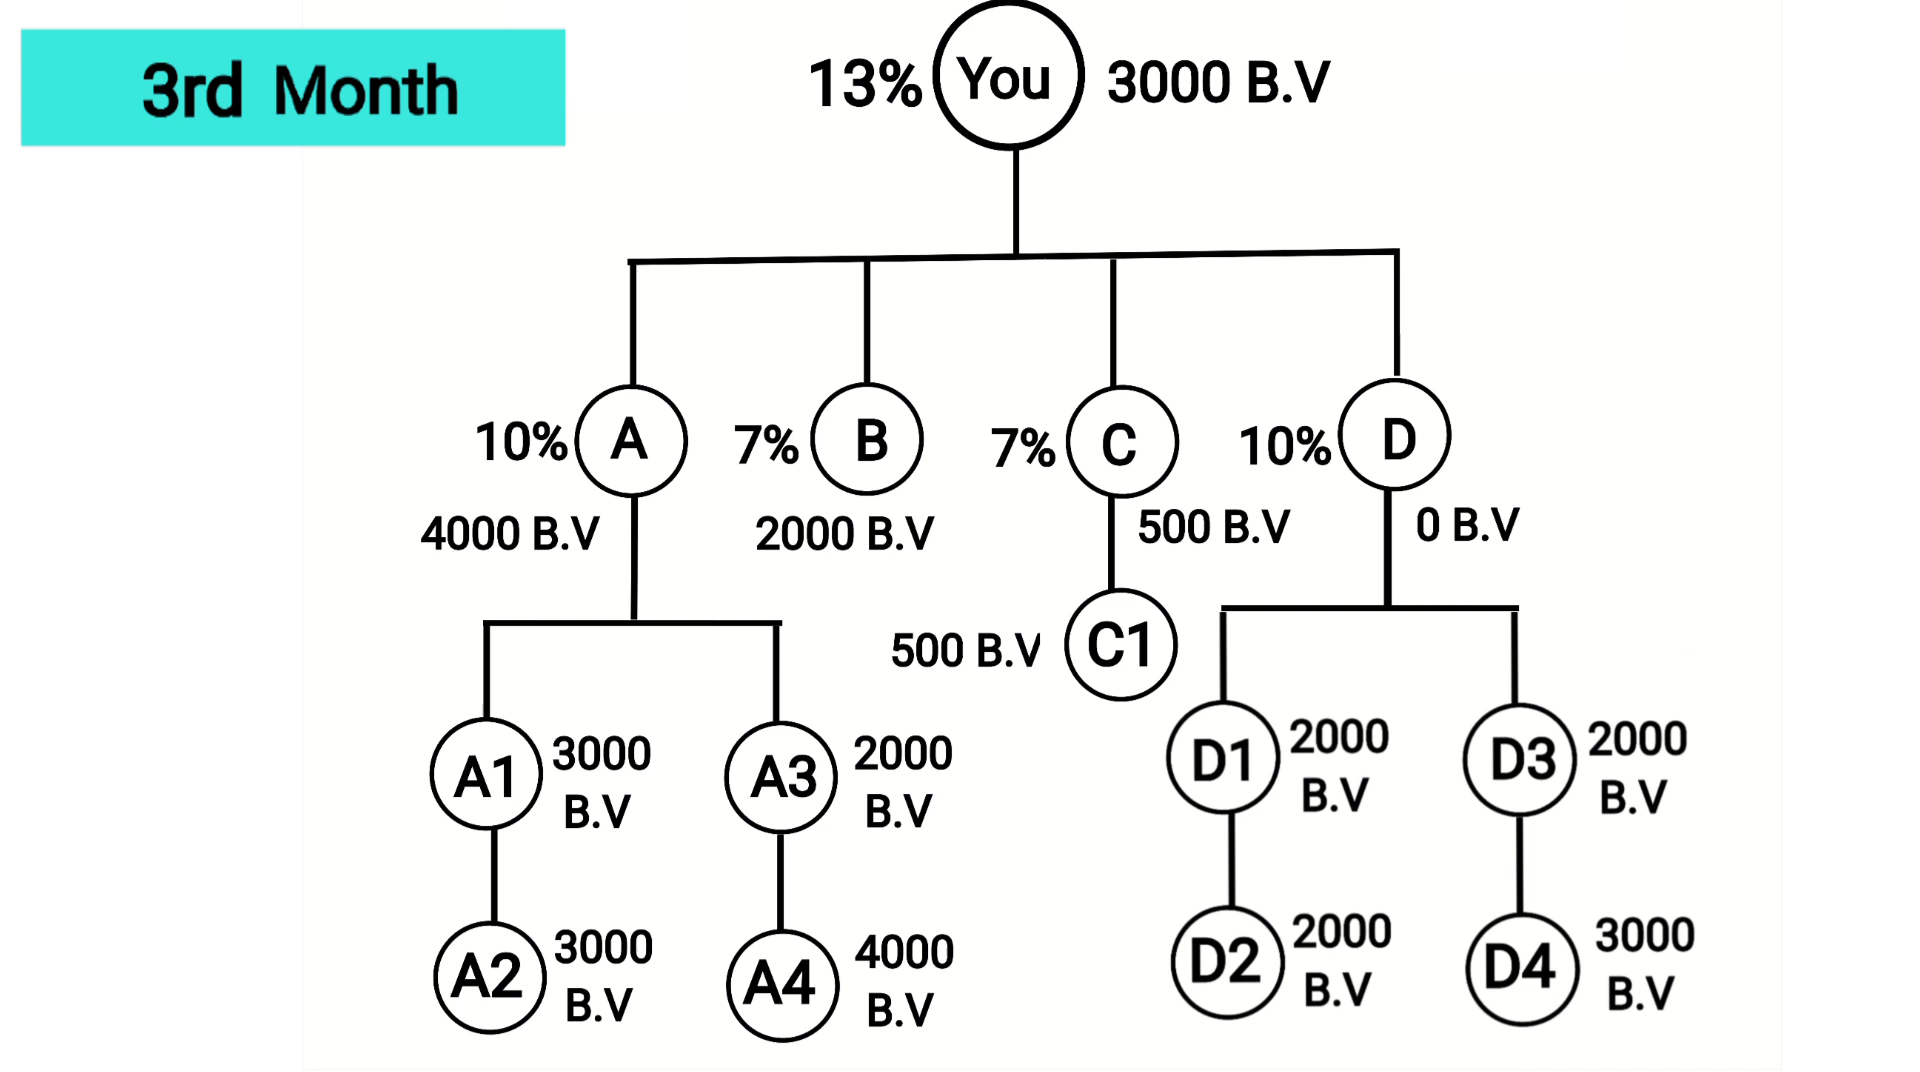 3rd Month
13% You 3000 B.V
10% A 7% B 7% C 10% D
4000 B.V 2000 B.V 500 B.V 0 B.V
500 B.V C1
A1 3000 B.V A3 2000 B.V D1 2000 B.V D3 2000 B.V
A2 3000 B.V A4 4000 B.V D2 2000 B.V D4 3000 B.V